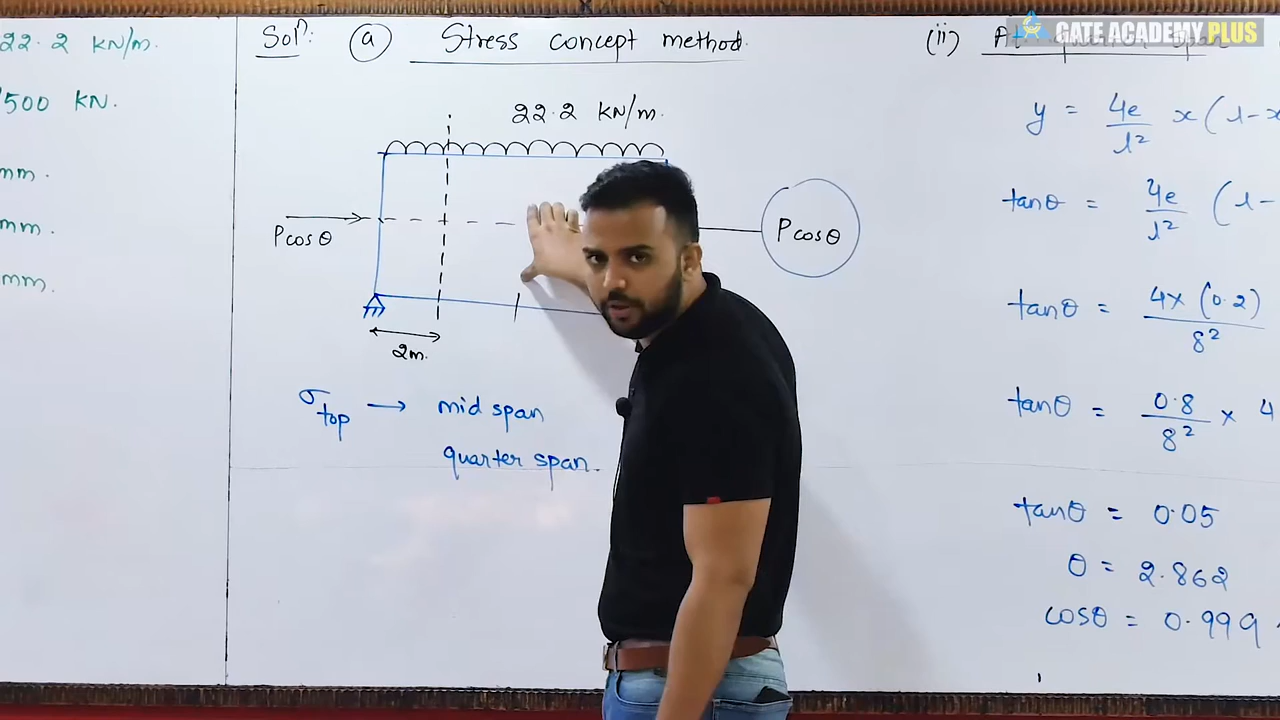 22.2 KN/m.
500 KN.
mm.
mm.
mm.
Solⁿ: (a) Stress concept method.
22.2 KN/m.
Pcosθ
Pcosθ
2m.
σtop → mid span
quarter span.
(ii)
GATE ACADEMY PLUS
y = 4e/l² x(l-x
tanθ = 4e/l² (l-
tanθ = 4x(0.2)/8²
tanθ = 0.8/8² x 4
tanθ = 0.05
θ = 2.862
cosθ = 0.999